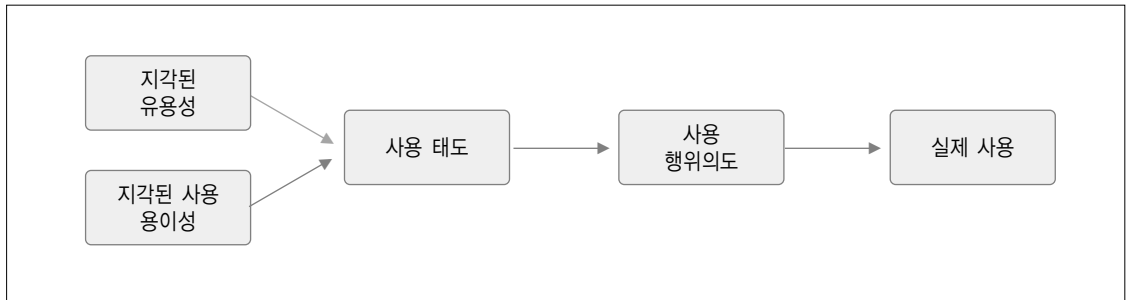 지각된
유용성
지각된 사용
용이성
사용 태도
사용
행위의도
실제 사용